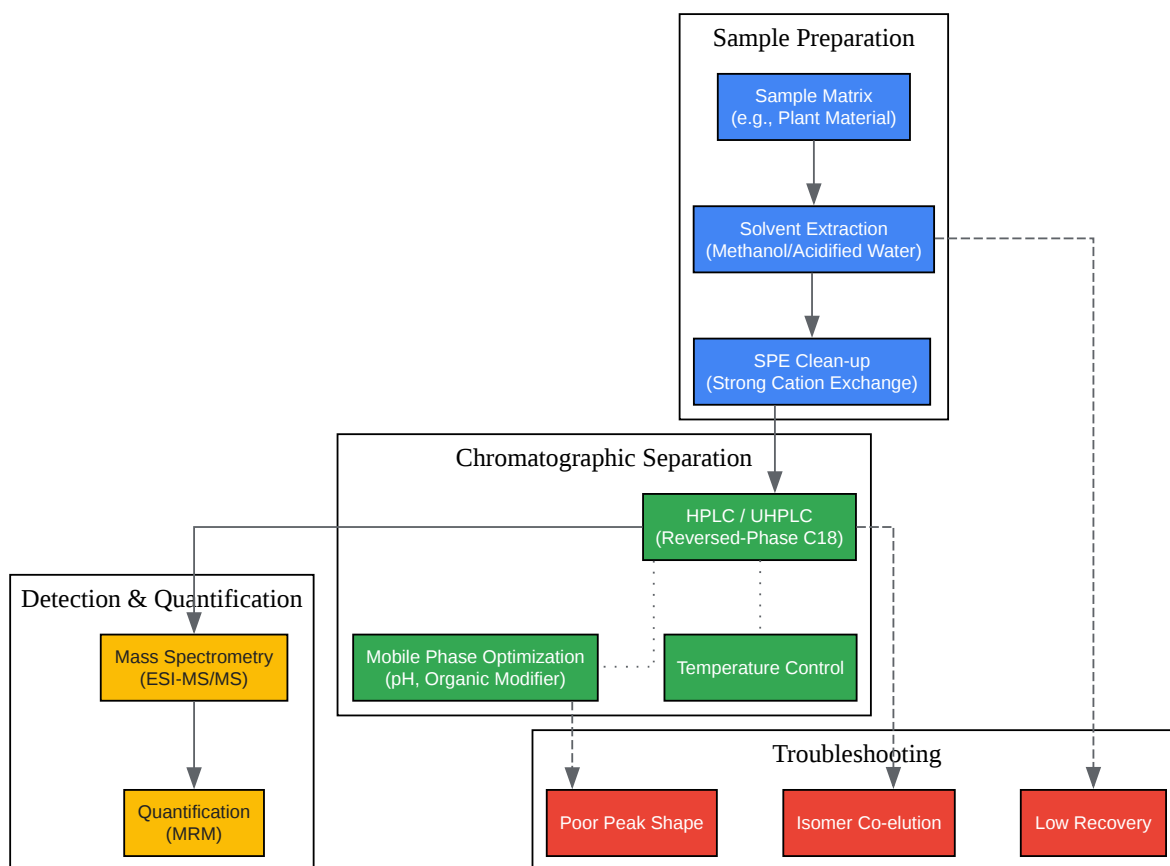 Sample Preparation
Sample Matrix
(e.g., Plant Material)
Solvent Extraction
(Methanol/Acidified Water)
SPE Clean-up
(Strong Cation Exchange)
Chromatographic Separation
HPLC / UHPLC
(Reversed-Phase C18)
Mobile Phase Optimization
(pH, Organic Modifier)
Temperature Control
Detection & Quantification
Mass Spectrometry
(ESI-MS/MS)
Quantification
(MRM)
Troubleshooting
Poor Peak Shape
Isomer Co-elution
Low Recovery